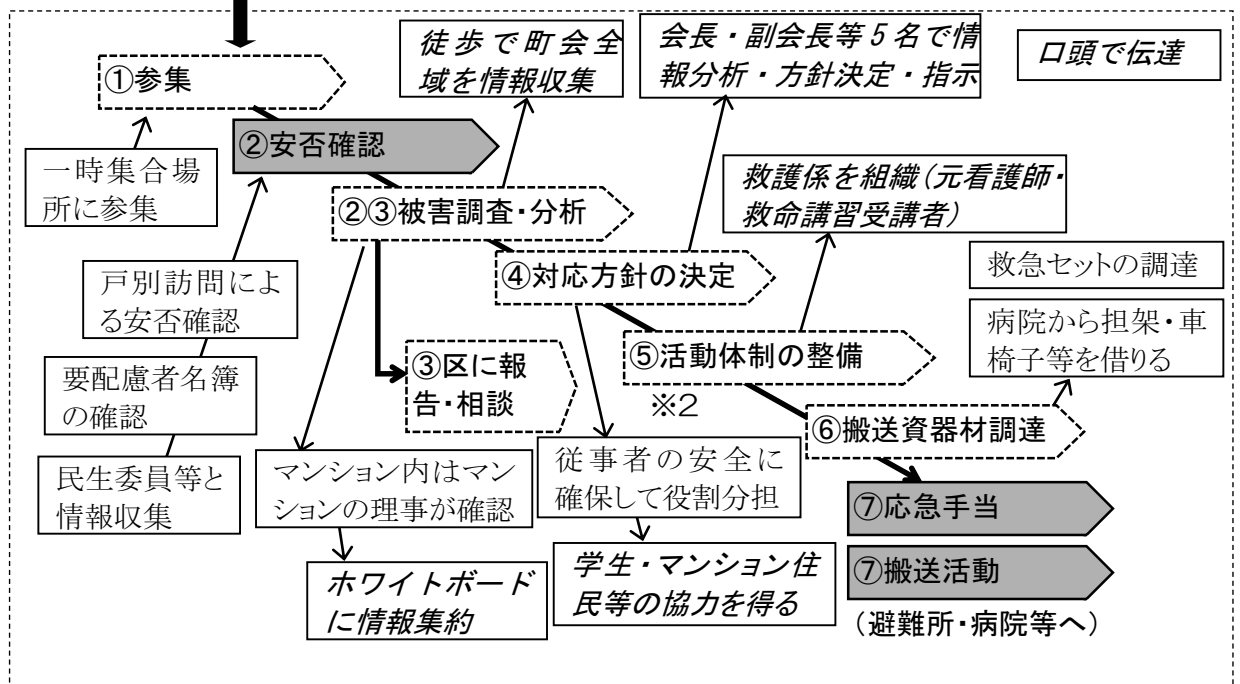 徒歩で町会全
域を情報収集
会長・副会長等５名で情
報分析・方針決定・指示
口頭で伝達
①参集
②安否確認
一時集合場
所に参集
救護係を組織（元看護師・
救命講習受講者）
②③被害調査・分析
④対応方針の決定
救急セットの調達
戸別訪問によ
る安否確認
病院から担架・車
椅子等を借りる
⑤活動体制の整備
※２
③区に報
告・相談
要配慮者名簿
の確認
⑥搬送資器材調達
民生委員等と
情報収集
マンション内はマン
ションの理事が確認
従事者の安全に
確保して役割分担
⑦応急手当
ホワイトボード
に情報集約
学生・マンション住
民等の協力を得る
⑦搬送活動
（避難所・病院等へ）